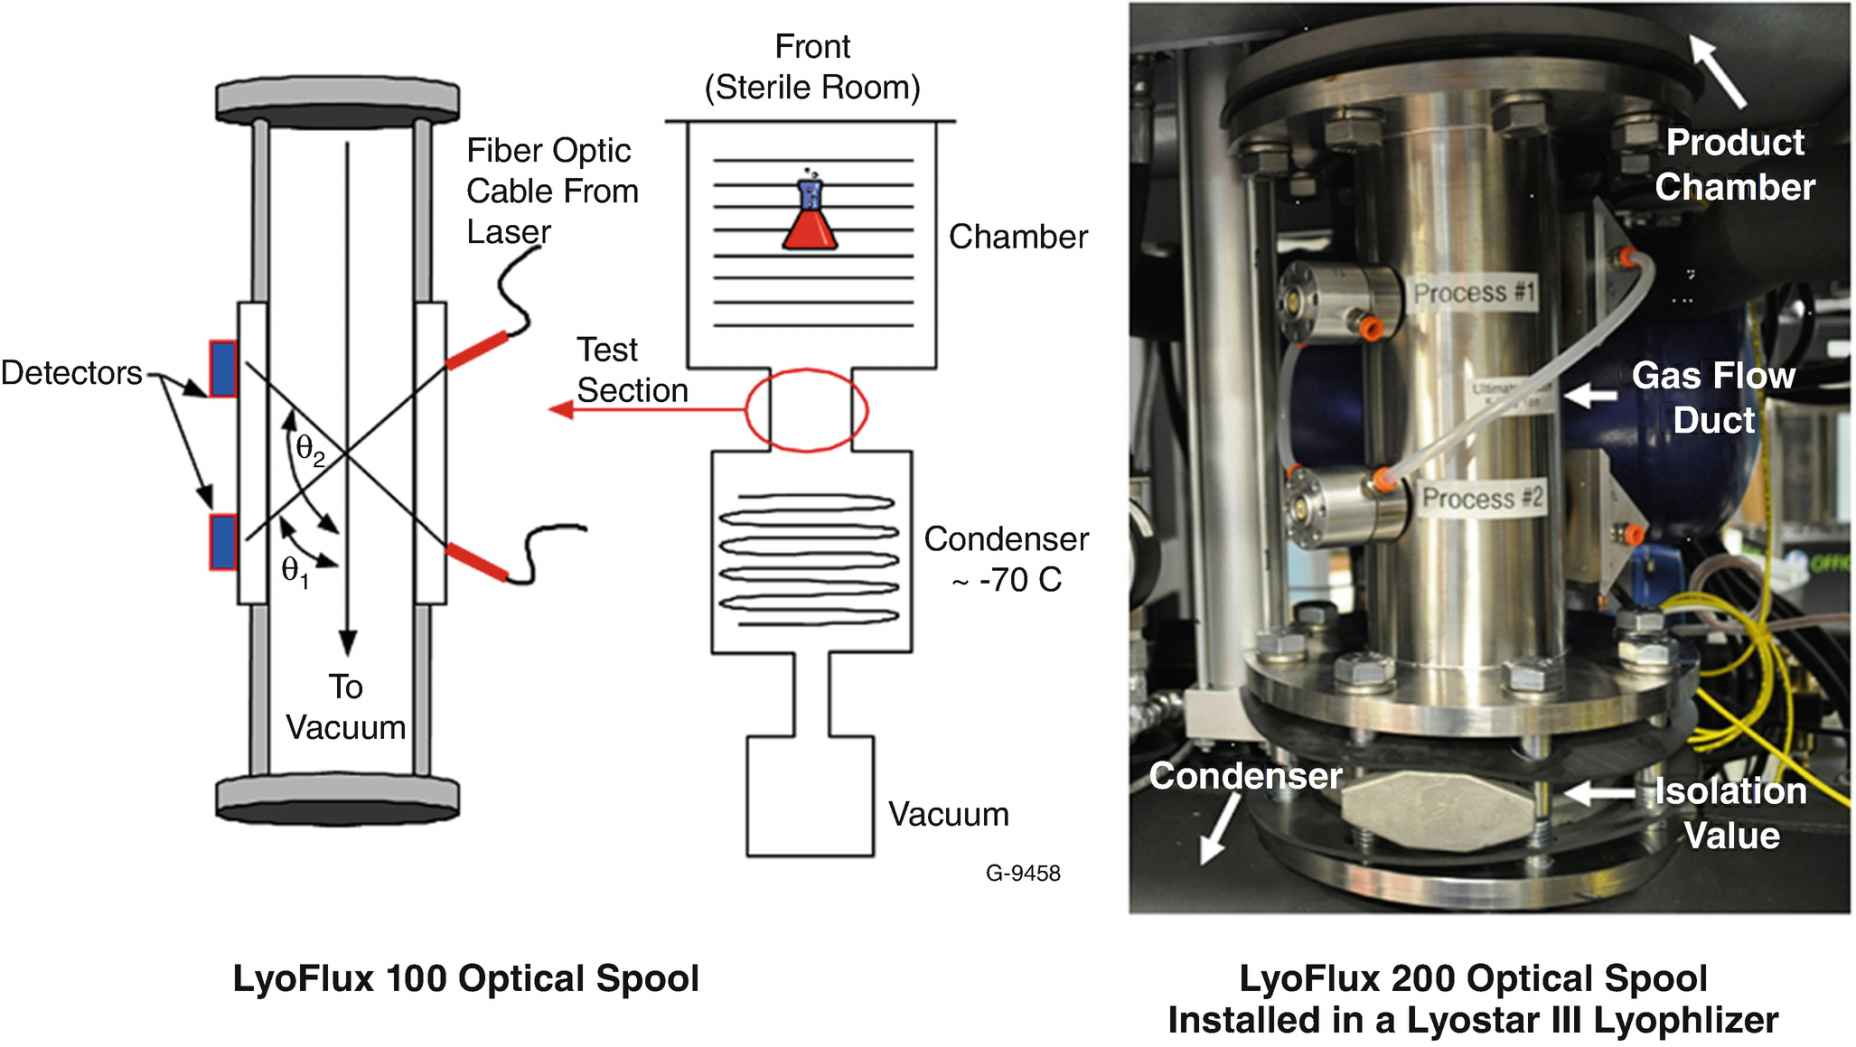 Front
(Sterile Room)
Fiber Optic
Cable From
Laser
Chamber
Test
Section
Detectors
θ2
θ1
Condenser
~ -70 C
To
Vacuum
Vacuum
G-9458
LyoFlux 100 Optical Spool
Product
Chamber
Process #1
Gas Flow
Duct
Process #2
Condenser
Isolation
Value
LyoFlux 200 Optical Spool
Installed in a Lyostar III Lyophlizer